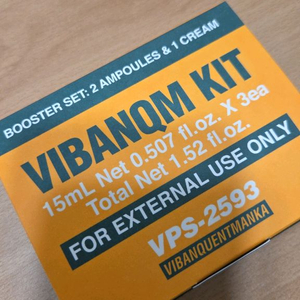 BOOSTER SET: 2 AMPOULES & 1 CREAM
VIBANQM KIT
15mL Net 0.507 fl.oz. X 3ea
Total Net 1.52 fl.oz.
FOR EXTERNAL USE ONLY
VPS-2593
VIBANQUENTMANKA